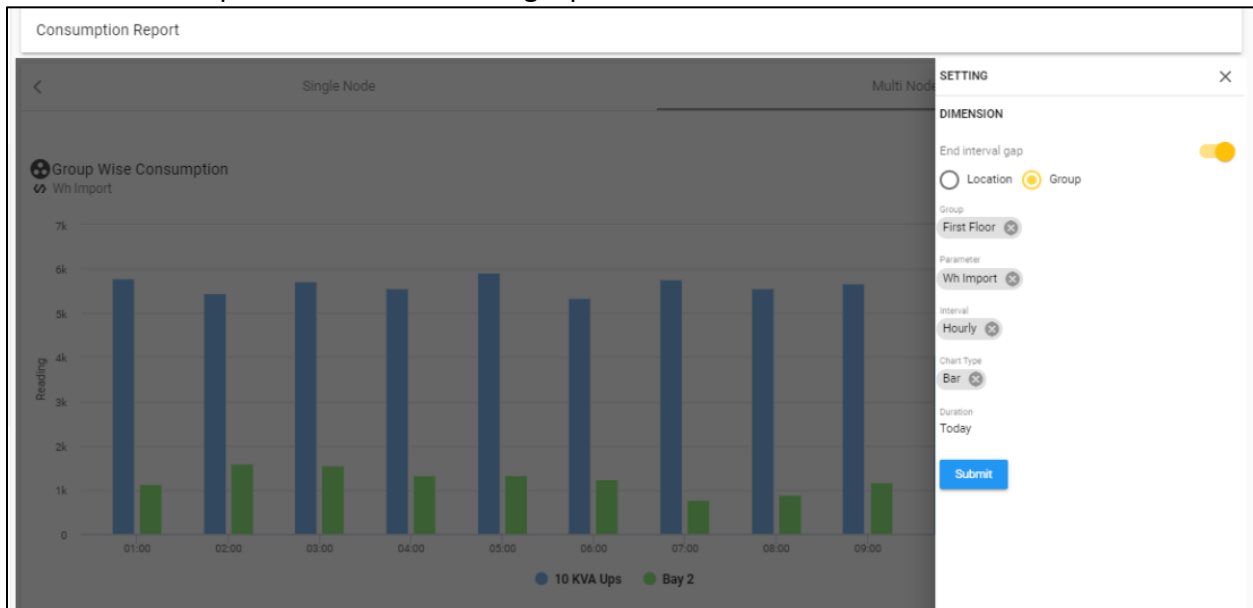 Consumption Report
Single Node
Multi Node
Group Wise Consumption
Wh Import
7k
6k
5k
4k
3k
2k
1k
0
Reading
01:00 02:00 03:00 04:00 05:00 06:00 07:00 08:00 09:00
10 KVA Ups Bay 2
SETTING
DIMENSION
End interval gap
Location Group
Group
First Floor
Parameter
Wh Import
Interval
Hourly
Chart Type
Bar
Duration
Today
Submit